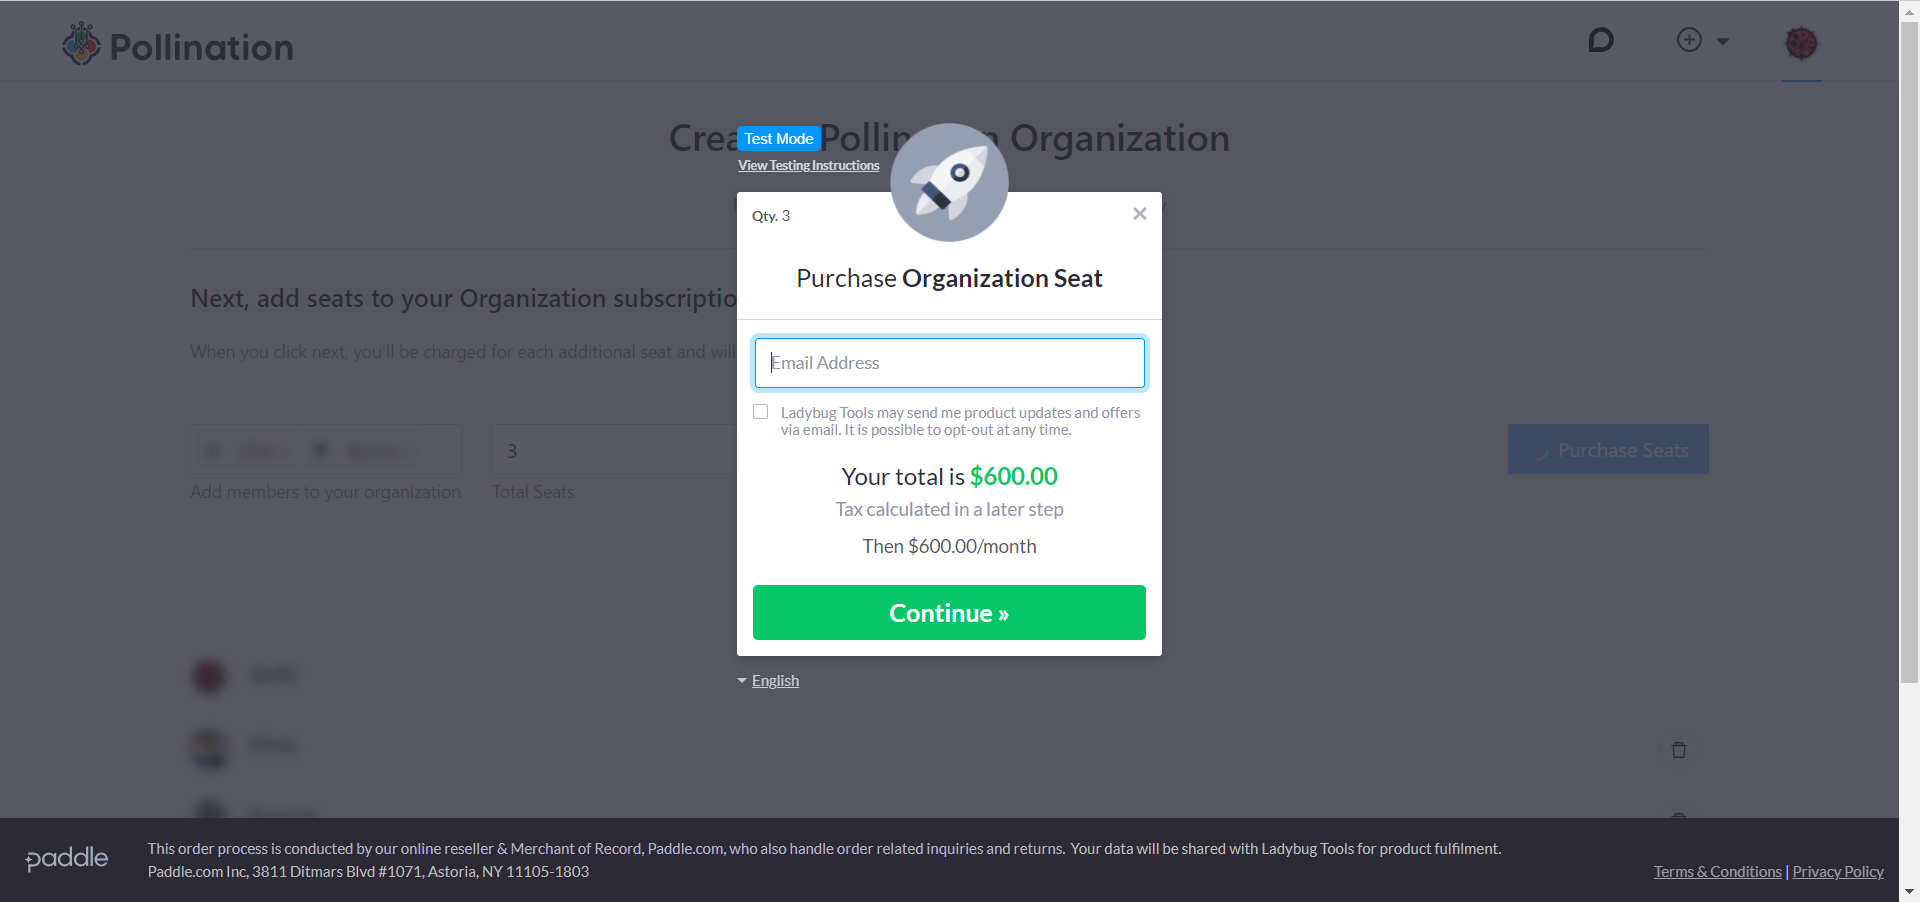 Pollination
Create Pollination Organization
Test Mode
View Testing Instructions
Qty. 3
Purchase Organization Seat
Next, add seats to your Organization subscriptio
When you click next, you'll be charged for each additional seat and will
Email Address
Ladybug Tools may send me product updates and offers
via email. It is possible to opt-out at any time.
3
Purchase Seats
Add members to your organization
Total Seats
Your total is $600.00
Tax calculated in a later step
Then $600.00/month
Continue »
English
paddle
This order process is conducted by our online reseller & Merchant of Record, Paddle.com, who also handle order related inquiries and returns. Your data will be shared with Ladybug Tools for product fulfilment.
Paddle.com Inc, 3811 Ditmars Blvd #1071, Astoria, NY 11105-1803
Terms & Conditions | Privacy Policy